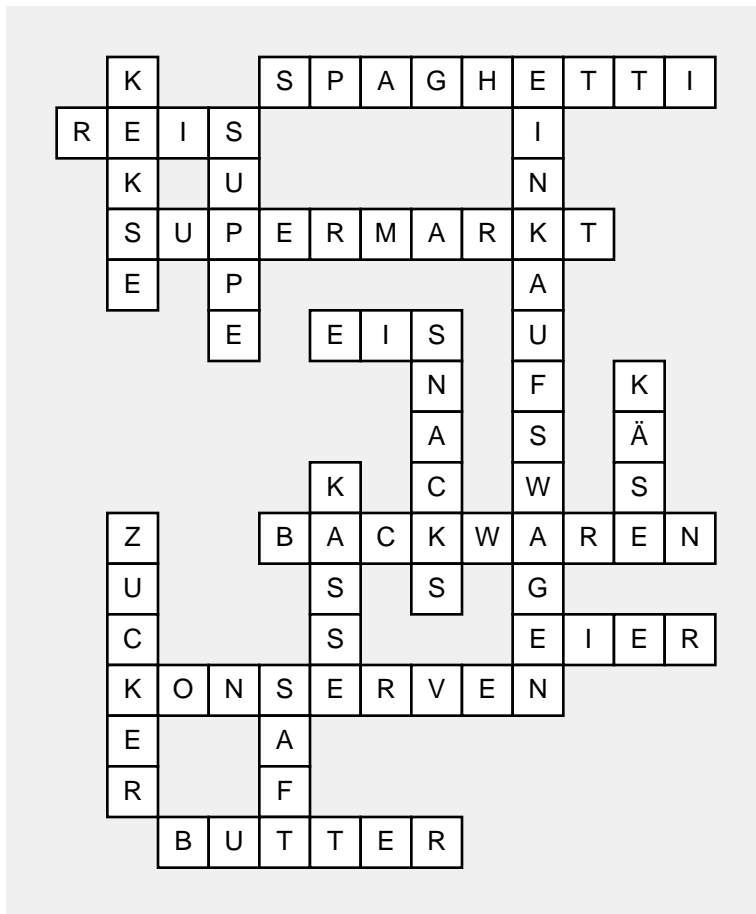 K SPAGHETTI
REIS I
K U N
SUPERMARKT
E P A
E EIS U
N F K
A S Ä
K C W S
Z BACKWAREN
U S S G
C S EIER
KONSERVEN
E A
R F
BUTTER